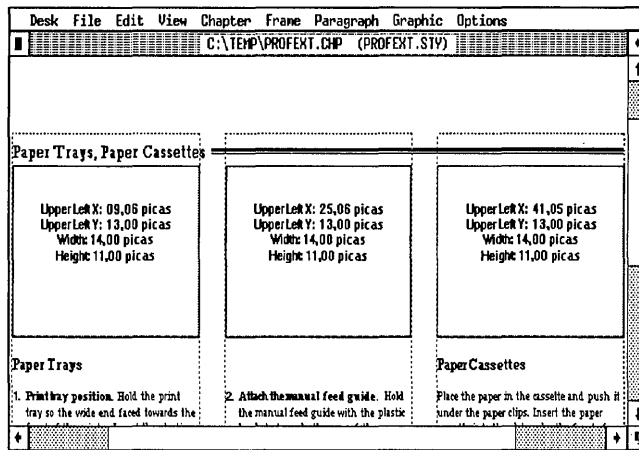 Desk File Edit View Chapter Frame Paragraph Graphic Options
C:\TEMP\PROFEXT.CHP (PROFEXT.STY)
Paper Trays, Paper Cassettes
Upper Left X: 09,06 picas
Upper Left Y: 13,00 picas
Width: 14,00 picas
Height: 11,00 picas
Upper Left X: 25,06 picas
Upper Left Y: 13,00 picas
Width: 14,00 picas
Height: 11,00 picas
Upper Left X: 41,05 picas
Upper Left Y: 13,00 picas
Width: 14,00 picas
Height: 11,00 picas
Paper Trays
1. Print tray position. Hold the print
tray so the wide end faced towards the
2. Attach the manual feed guide. Hold
the manual feed guide with the plastic
Paper Cassettes
Place the paper in the cassette and push it
under the paper clips. Insert the paper